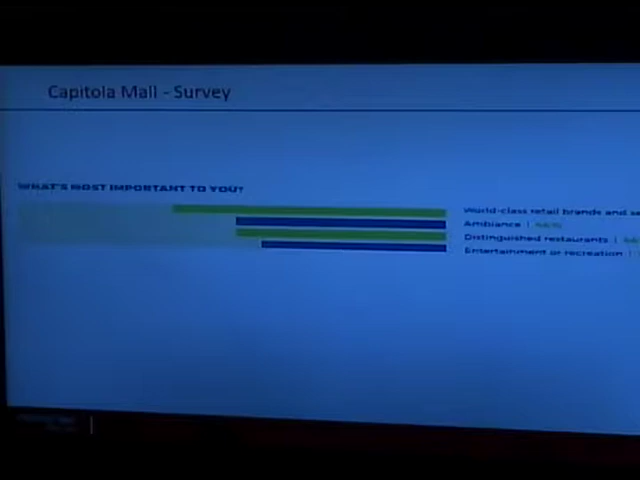 Capitola Mall - Survey
WHAT'S MOST IMPORTANT TO YOU?
World-class retail brands and
Ambiance |
Distinguished restaurants |
Entertainment or recreation |